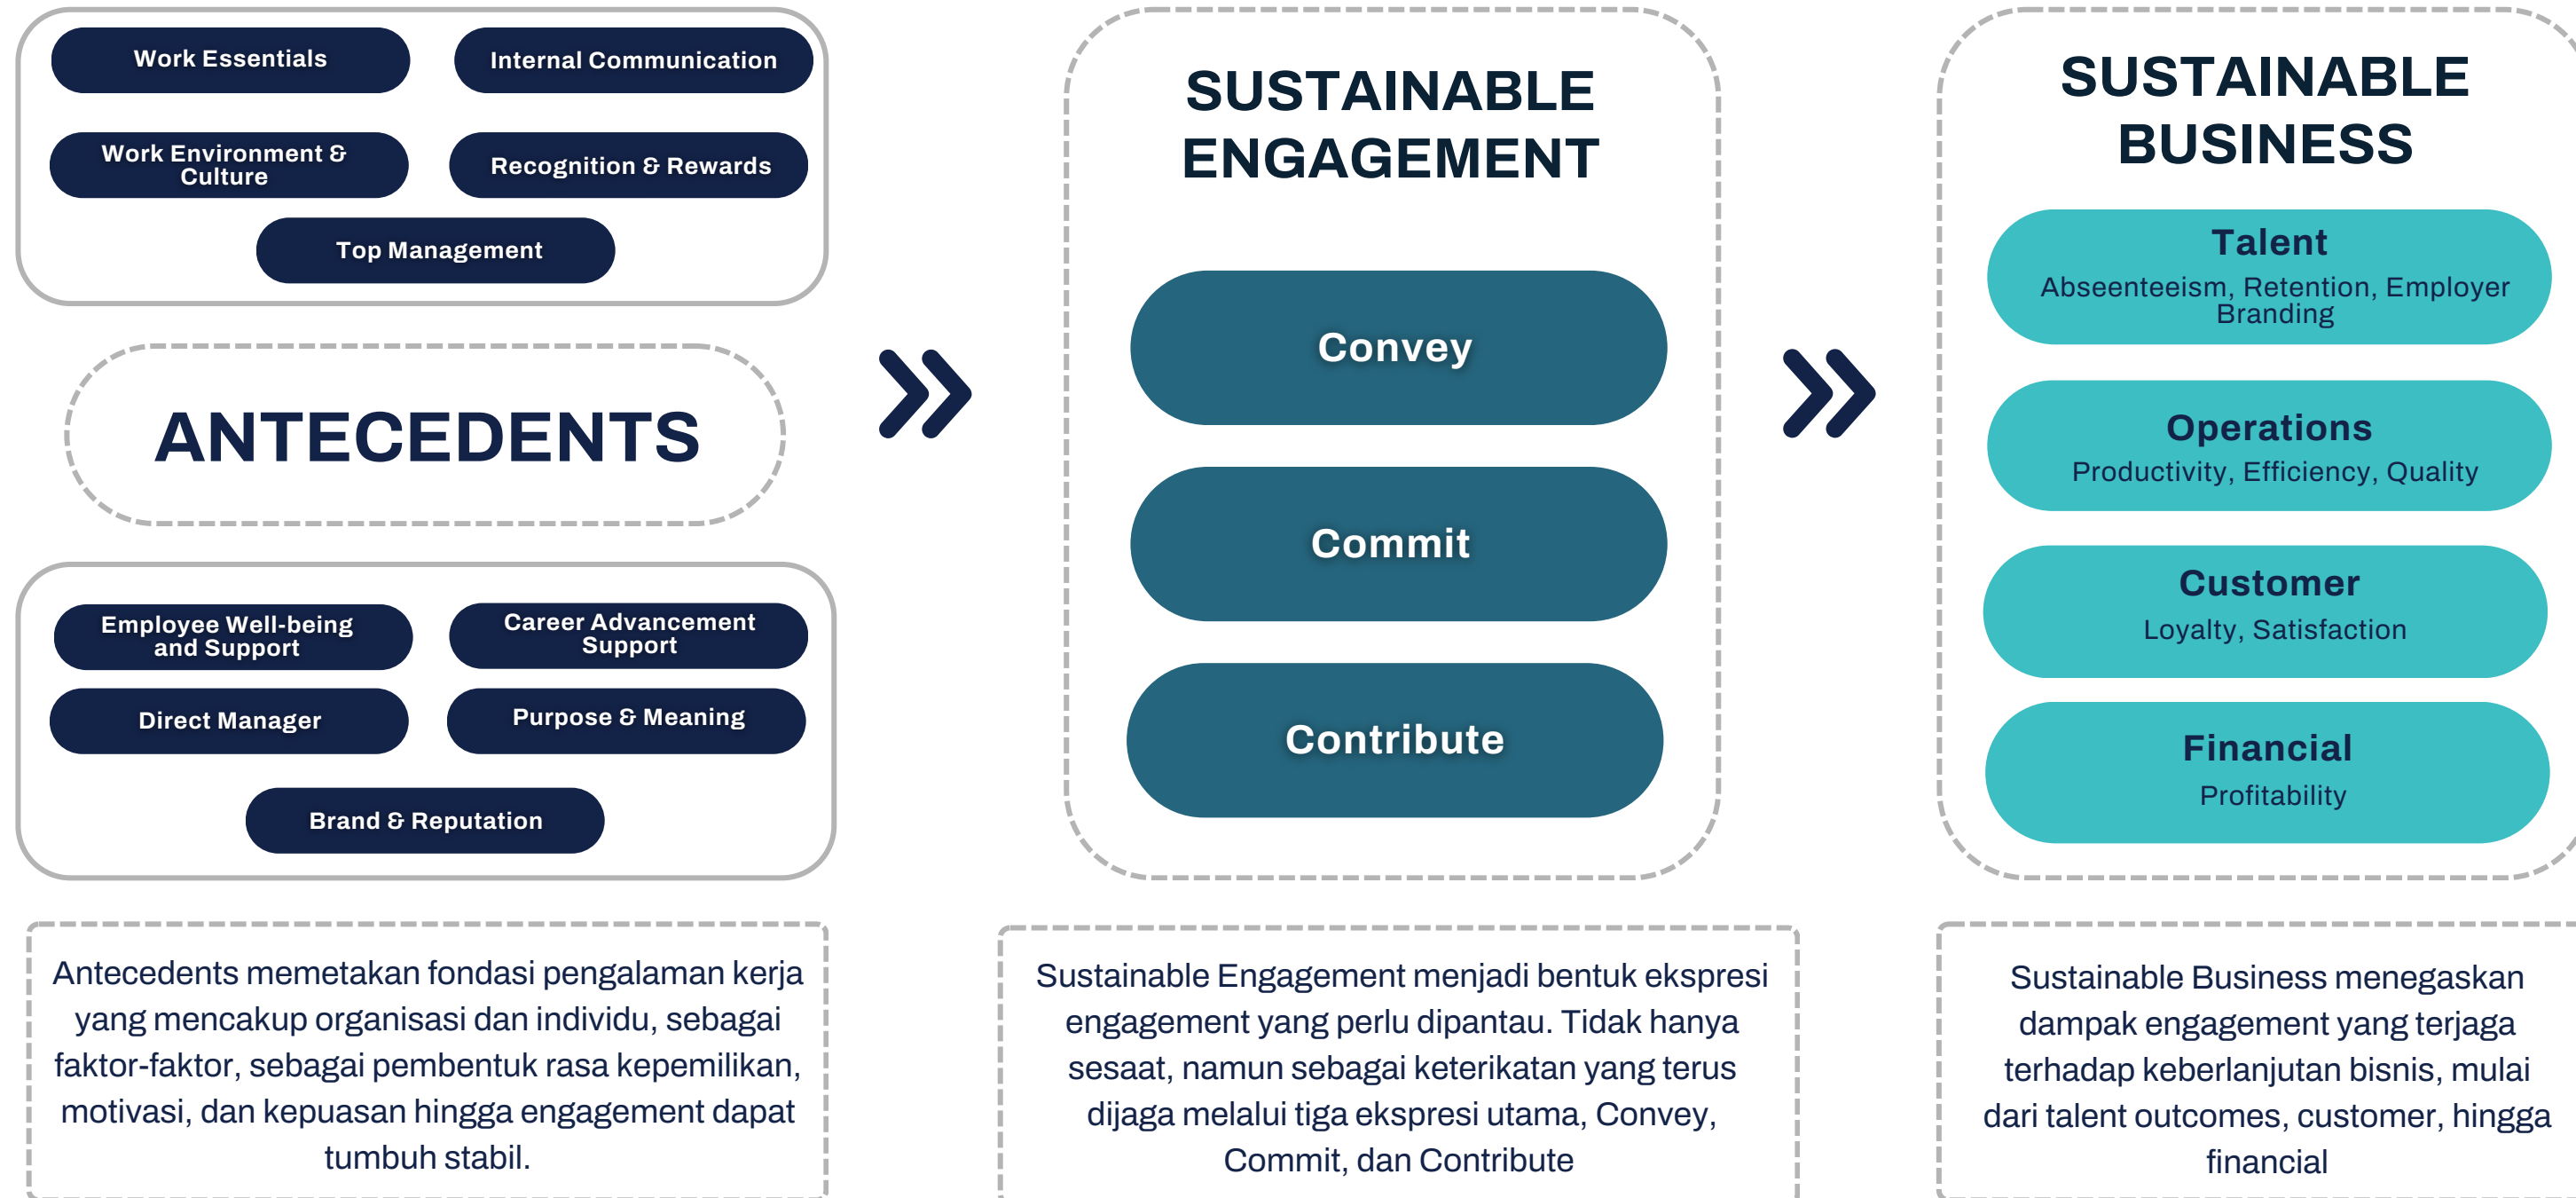 Work Essentials
Internal Communication
Work Environment &
Culture
Recognition & Rewards
Top Management
ANTECEDENTS
Employee Well-being
and Support
Career Advancement
Support
Direct Manager
Purpose & Meaning
Brand & Reputation
Antecedents memetakan fondasi pengalaman kerja
yang mencakup organisasi dan individu, sebagai
faktor-faktor, sebagai pembentuk rasa kepemilikan,
motivasi, dan kepuasan hingga engagement dapat
tumbuh stabil.
SUSTAINABLE
ENGAGEMENT
Convey
Commit
Contribute
Sustainable Engagement menjadi bentuk ekspresi
engagement yang perlu dipantau. Tidak hanya
sesaat, namun sebagai keterikatan yang terus
dijaga melalui tiga ekspresi utama, Convey,
Commit, dan Contribute
SUSTAINABLE
BUSINESS
Talent
Abseenteeism, Retention, Employer
Branding
Operations
Productivity, Efficiency, Quality
Customer
Loyalty, Satisfaction
Financial
Profitability
Sustainable Business menegaskan
dampak engagement yang terjaga
terhadap keberlanjutan bisnis, mulai
dari talent outcomes, customer, hingga
financial